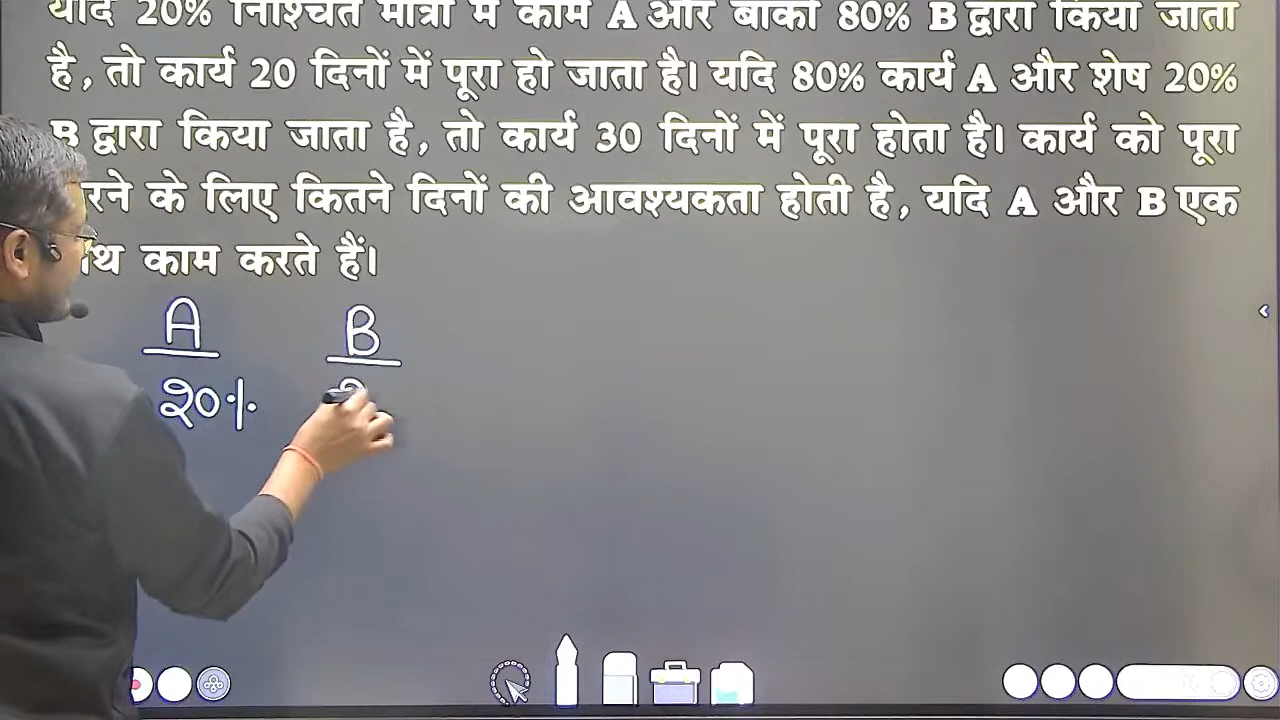 यदि 20% निश्चित मात्रा में काम A और बाकी 80% B द्वारा किया जाता
है, तो कार्य 20 दिनों में पूरा हो जाता है। यदि 80% कार्य A और शेष 20%
B द्वारा किया जाता है, तो कार्य 30 दिनों में पूरा होता है। कार्य को पूरा
रने के लिए कितने दिनों की आवश्यकता होती है, यदि A और B एक
थ काम करते हैं।
A B
20%